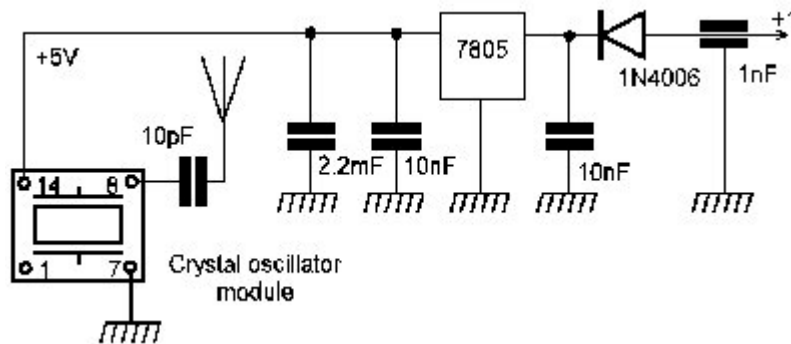 +5V
7805
1N4006
1nF
10pF
2.2mF
10nF
10nF
14
8
1
7
Crystal oscillator
module